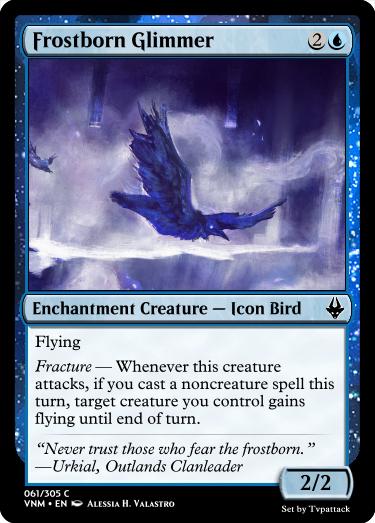 Frostborn Glimmer 2
Enchantment Creature — Icon Bird
Flying
Fracture — Whenever this creature
attacks, if you cast a noncreature spell this
turn, target creature you control gains
flying until end of turn.
“Never trust those who fear the frostborn.”
—Urkial, Outlands Clanleader
2/2
061/305 C
VNM • EN Alessia H. Valastro
Set by Tvpattack